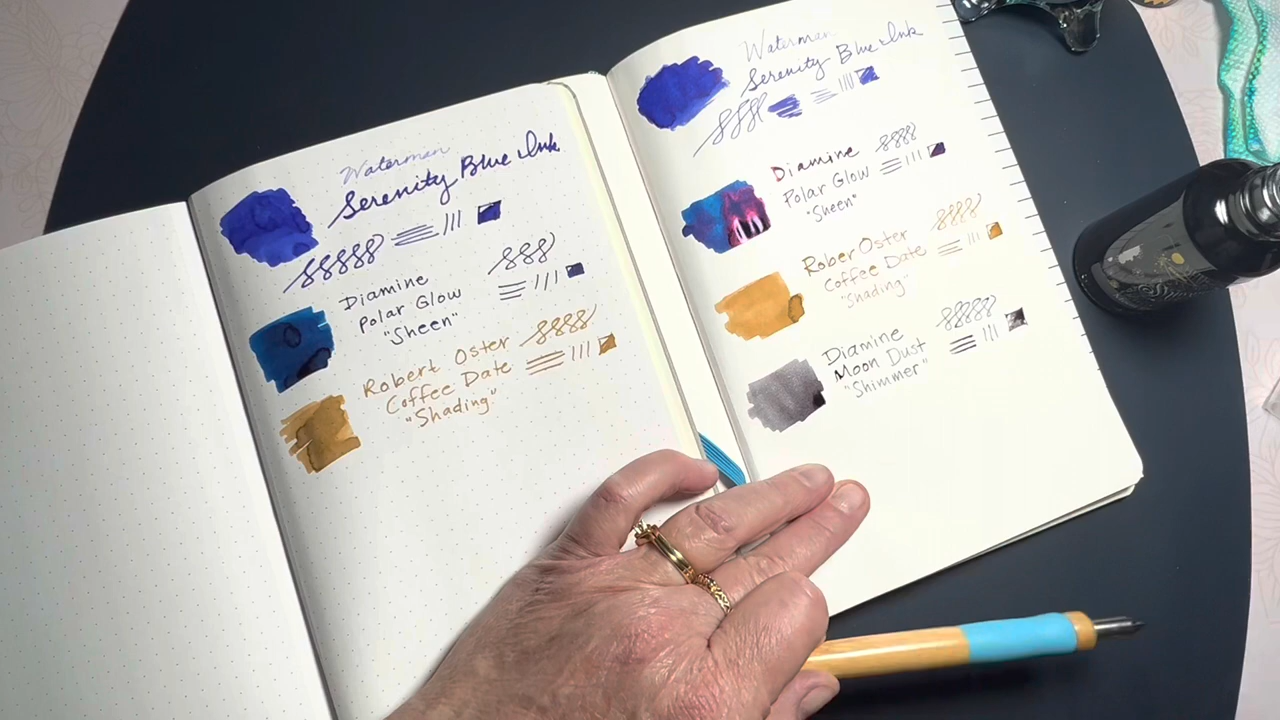 Waterman
Serenity Blue Ink
Diamine
Polar Glow
"Sheen"
Robert Oster
Coffee Date
"Shading"
Waterman
Serenity Blue Ink
Diamine
Polar Glow
"Sheen"
Rober Oster
Coffee Date
"Shading"
Diamine
Moon Dust
"Shimmer"